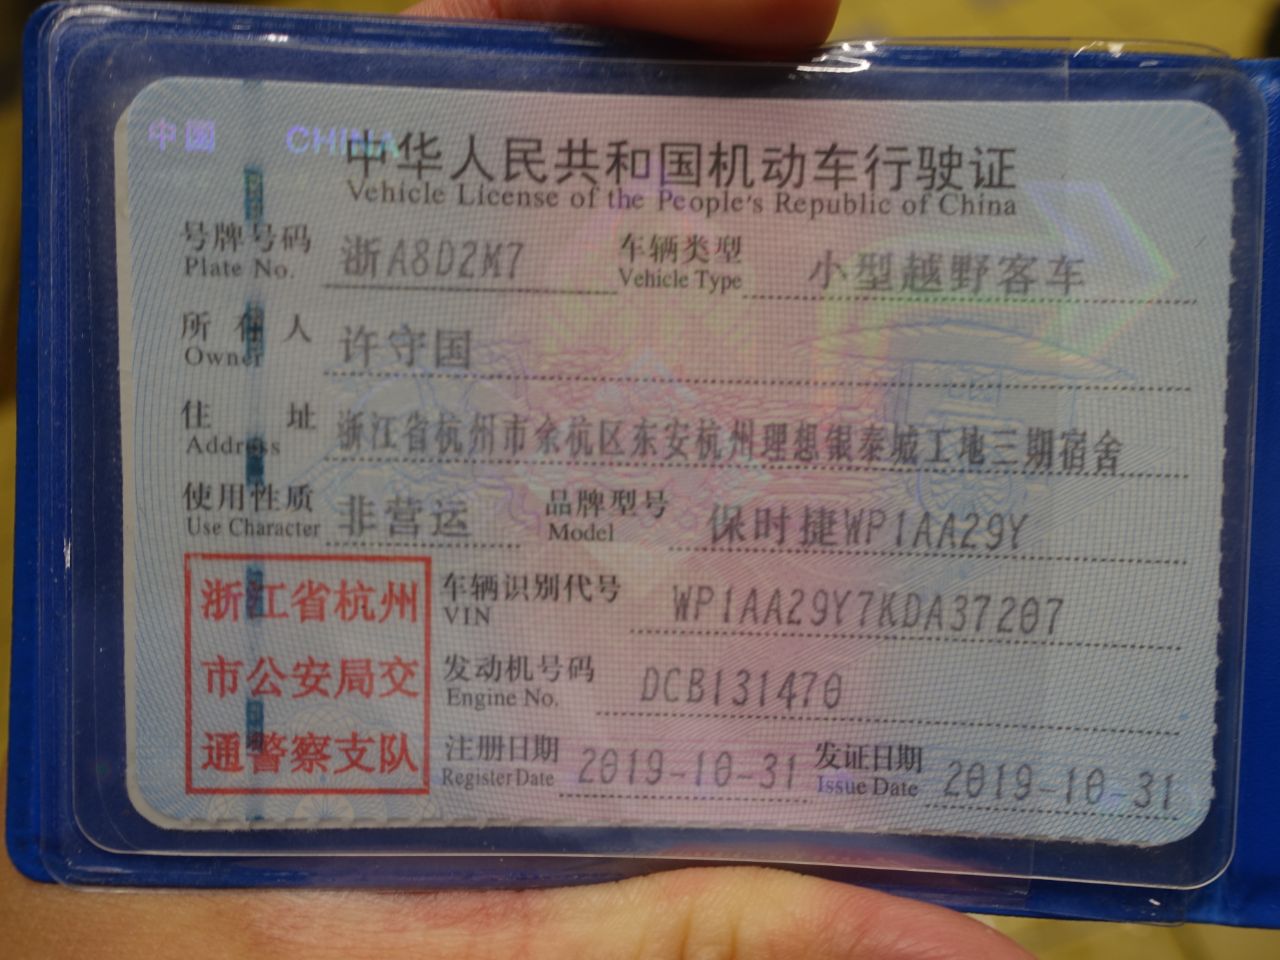 中国 CHINA
中华人民共和国机动车行驶证
Vehicle License of the People's Republic of China
号牌号码 浙A8D2M7 车辆类型 小型越野客车
Plate No. Vehicle Type
所有人 许守国
Owner
住址 浙江省杭州市余杭区东安杭州理想银泰城工地三期宿舍
Address
使用性质 非营运 品牌型号 保时捷WP1AA29Y
Use Character Model
浙江省杭州
市公安局交
通警察支队
车辆识别代号 WP1AA29Y7KDA37207
VIN
发动机号码 DCB131470
Engine No.
注册日期 2019-10-31 发证日期 2019-10-31
Register Date Issue Date